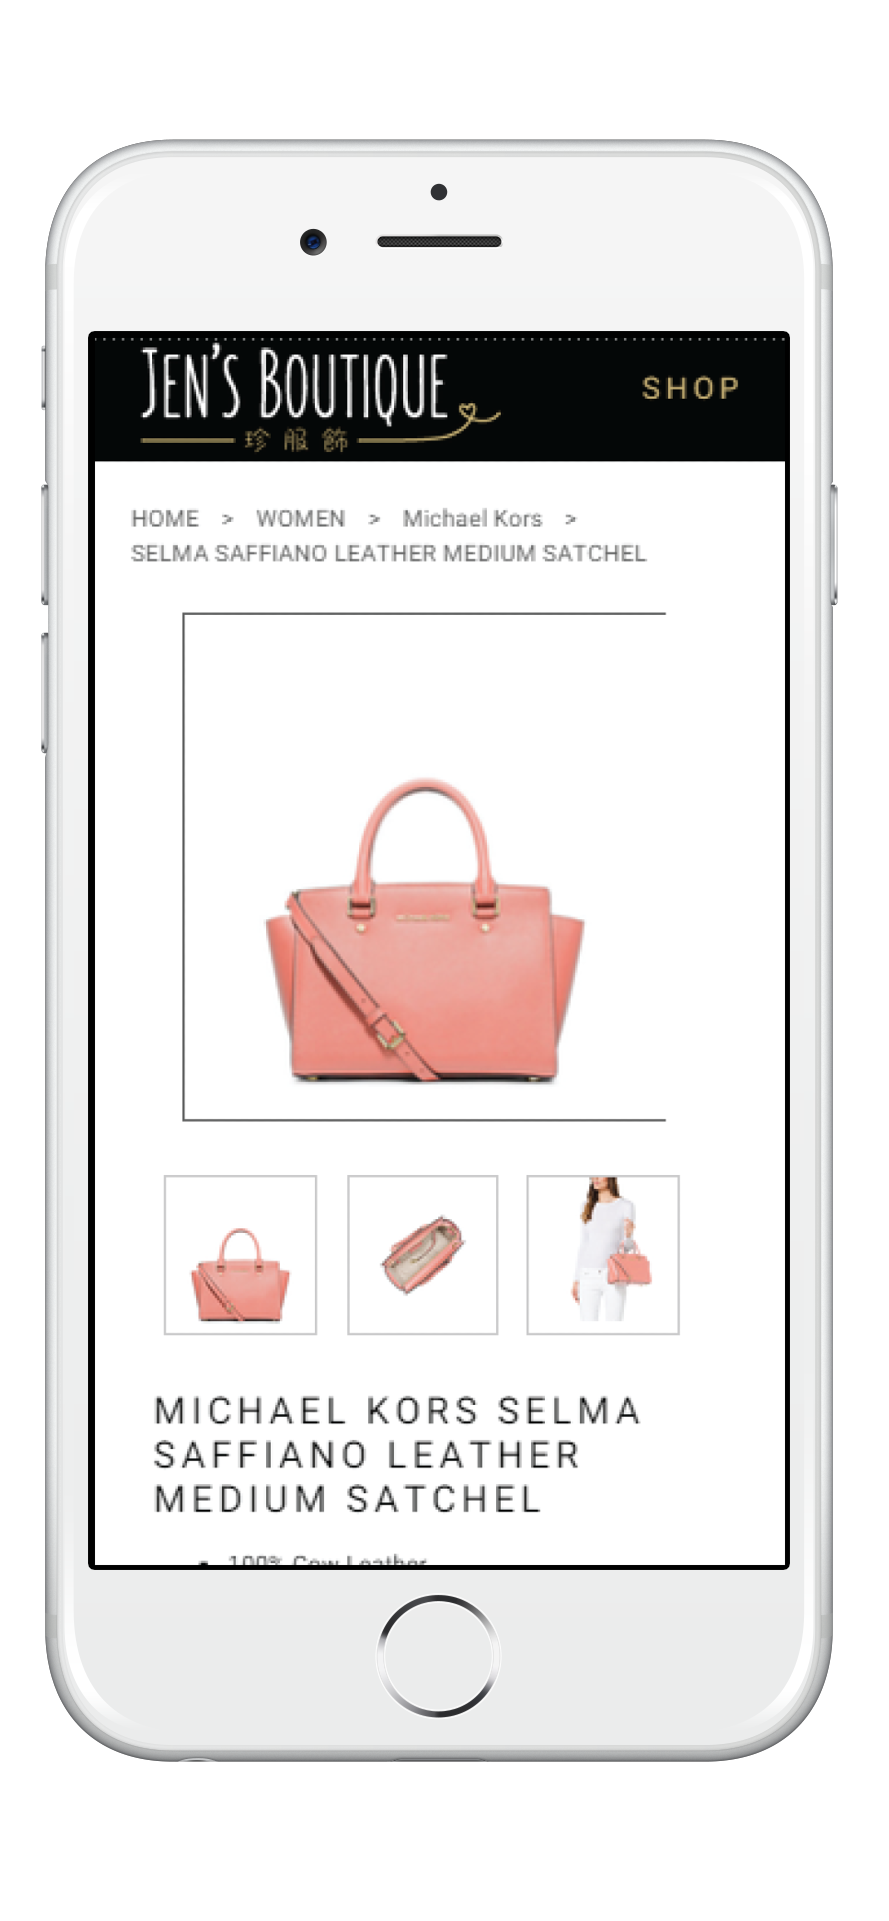 JEN'S BOUTIQUE
珍服飾
SHOP
HOME > WOMEN > Michael Kors >
SELMA SAFFIANO LEATHER MEDIUM SATCHEL
MICHAEL KORS SELMA
SAFFIANO LEATHER
MEDIUM SATCHEL
• 100% Cow Leather